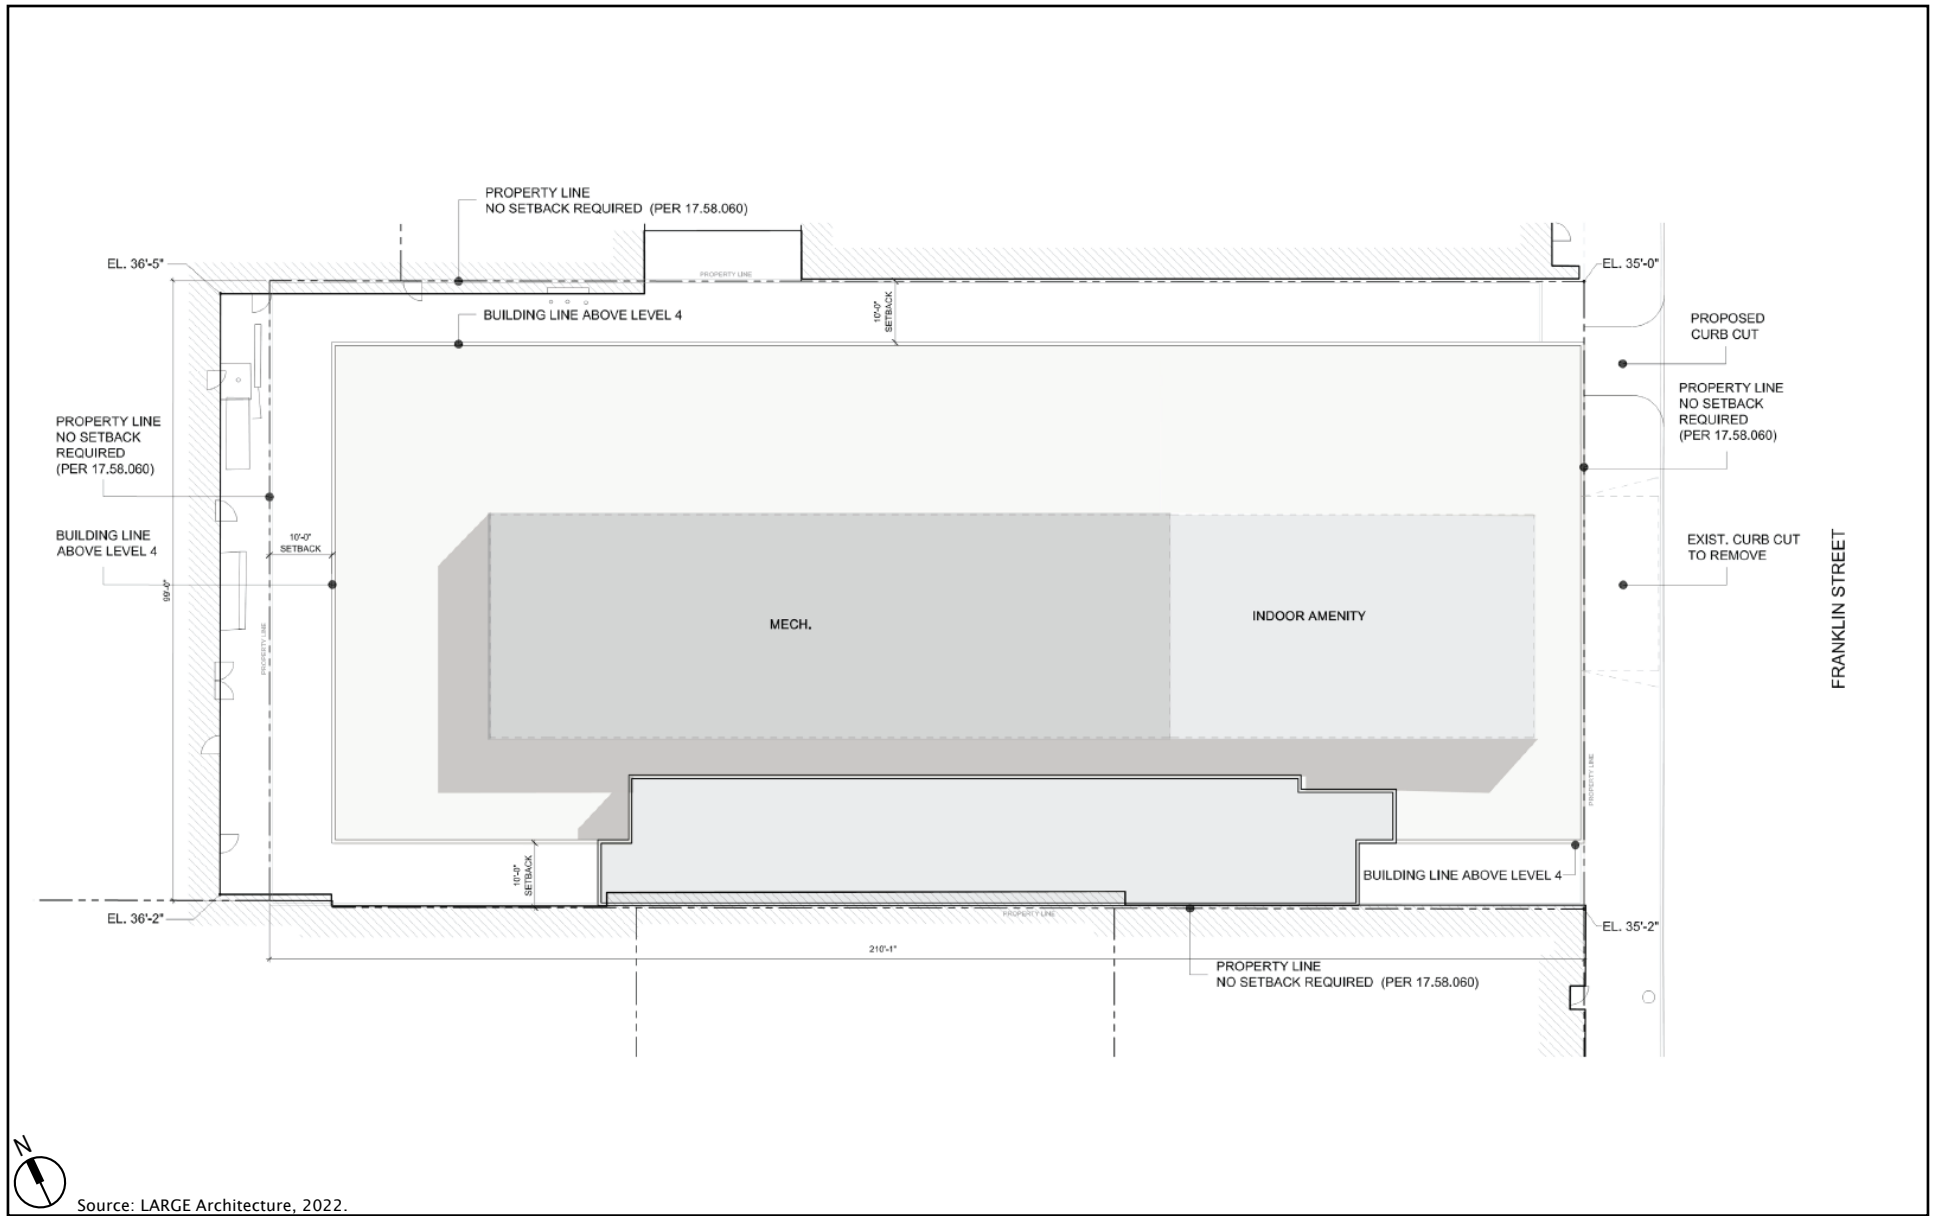 PROPERTY LINE
NO SETBACK REQUIRED (PER 17.58.060)
EL. 36'-5"
EL. 35'-0"
PROPERTY LINE
BUILDING LINE ABOVE LEVEL 4
10'-0"
SETBACK
PROPOSED
CURB CUT
PROPERTY LINE
NO SETBACK
REQUIRED
(PER 17.58.060)
PROPERTY LINE
NO SETBACK
REQUIRED
(PER 17.58.060)
BUILDING LINE
ABOVE LEVEL 4
10'-0"
SETBACK
99'-0"
EXIST. CURB CUT
TO REMOVE
FRANKLIN STREET
MECH.
INDOOR AMENITY
PROPERTY LINE
PROPERTY LINE
10'-0"
SETBACK
BUILDING LINE ABOVE LEVEL 4
EL. 36'-2"
PROPERTY LINE
EL. 35'-2"
210'-1"
PROPERTY LINE
NO SETBACK REQUIRED (PER 17.58.060)
N
Source: LARGE Architecture, 2022.